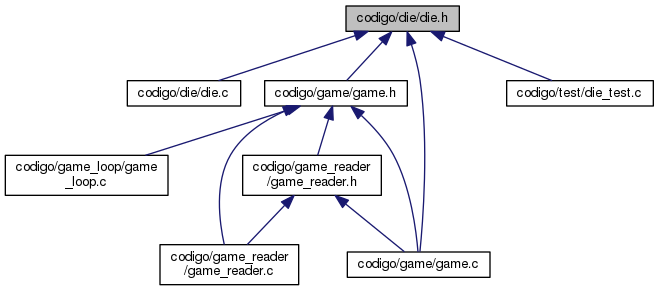 codigo/die/die.h
codigo/die/die.c
codigo/game/game.h
codigo/test/die_test.c
codigo/game_loop/game
_loop.c
codigo/game_reader
/game_reader.h
codigo/game_reader
/game_reader.c
codigo/game/game.c